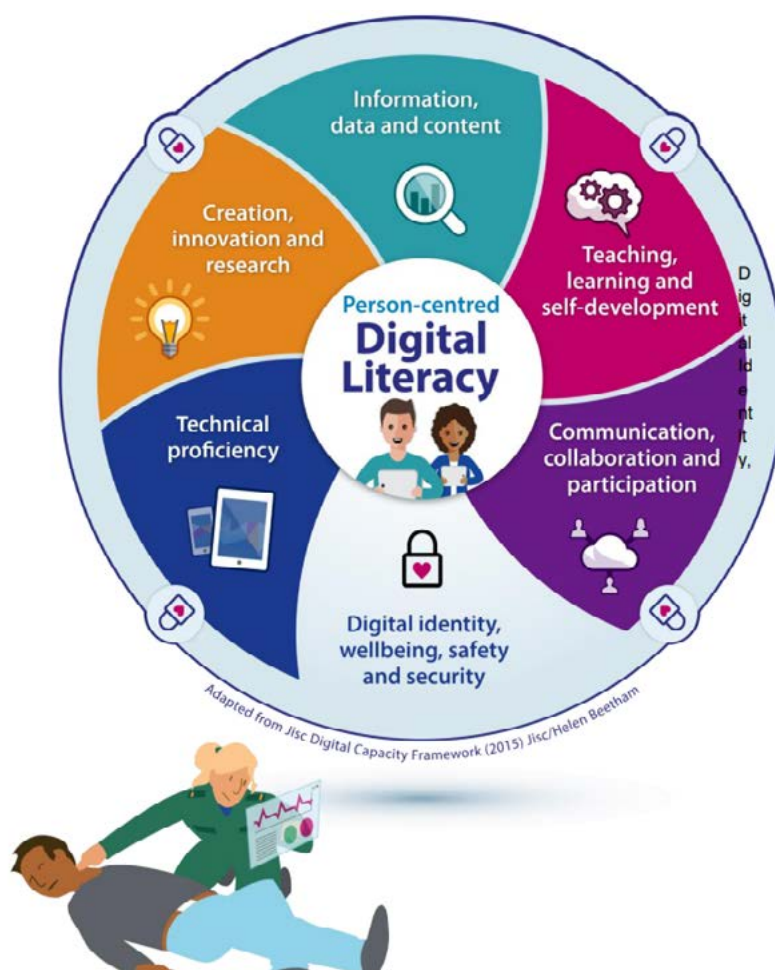 Information,
data and content
Creation,
innovation and
research
Teaching,
learning and
self-development
D
ig
it
al
Id
e
nt
it
y,
Person-centred
Digital
Literacy
Technical
proficiency
Communication,
collaboration and
participation
Digital identity,
wellbeing, safety
and security
Adapted from Jisc Digital Capacity Framework (2015) Jisc/Helen Beetham